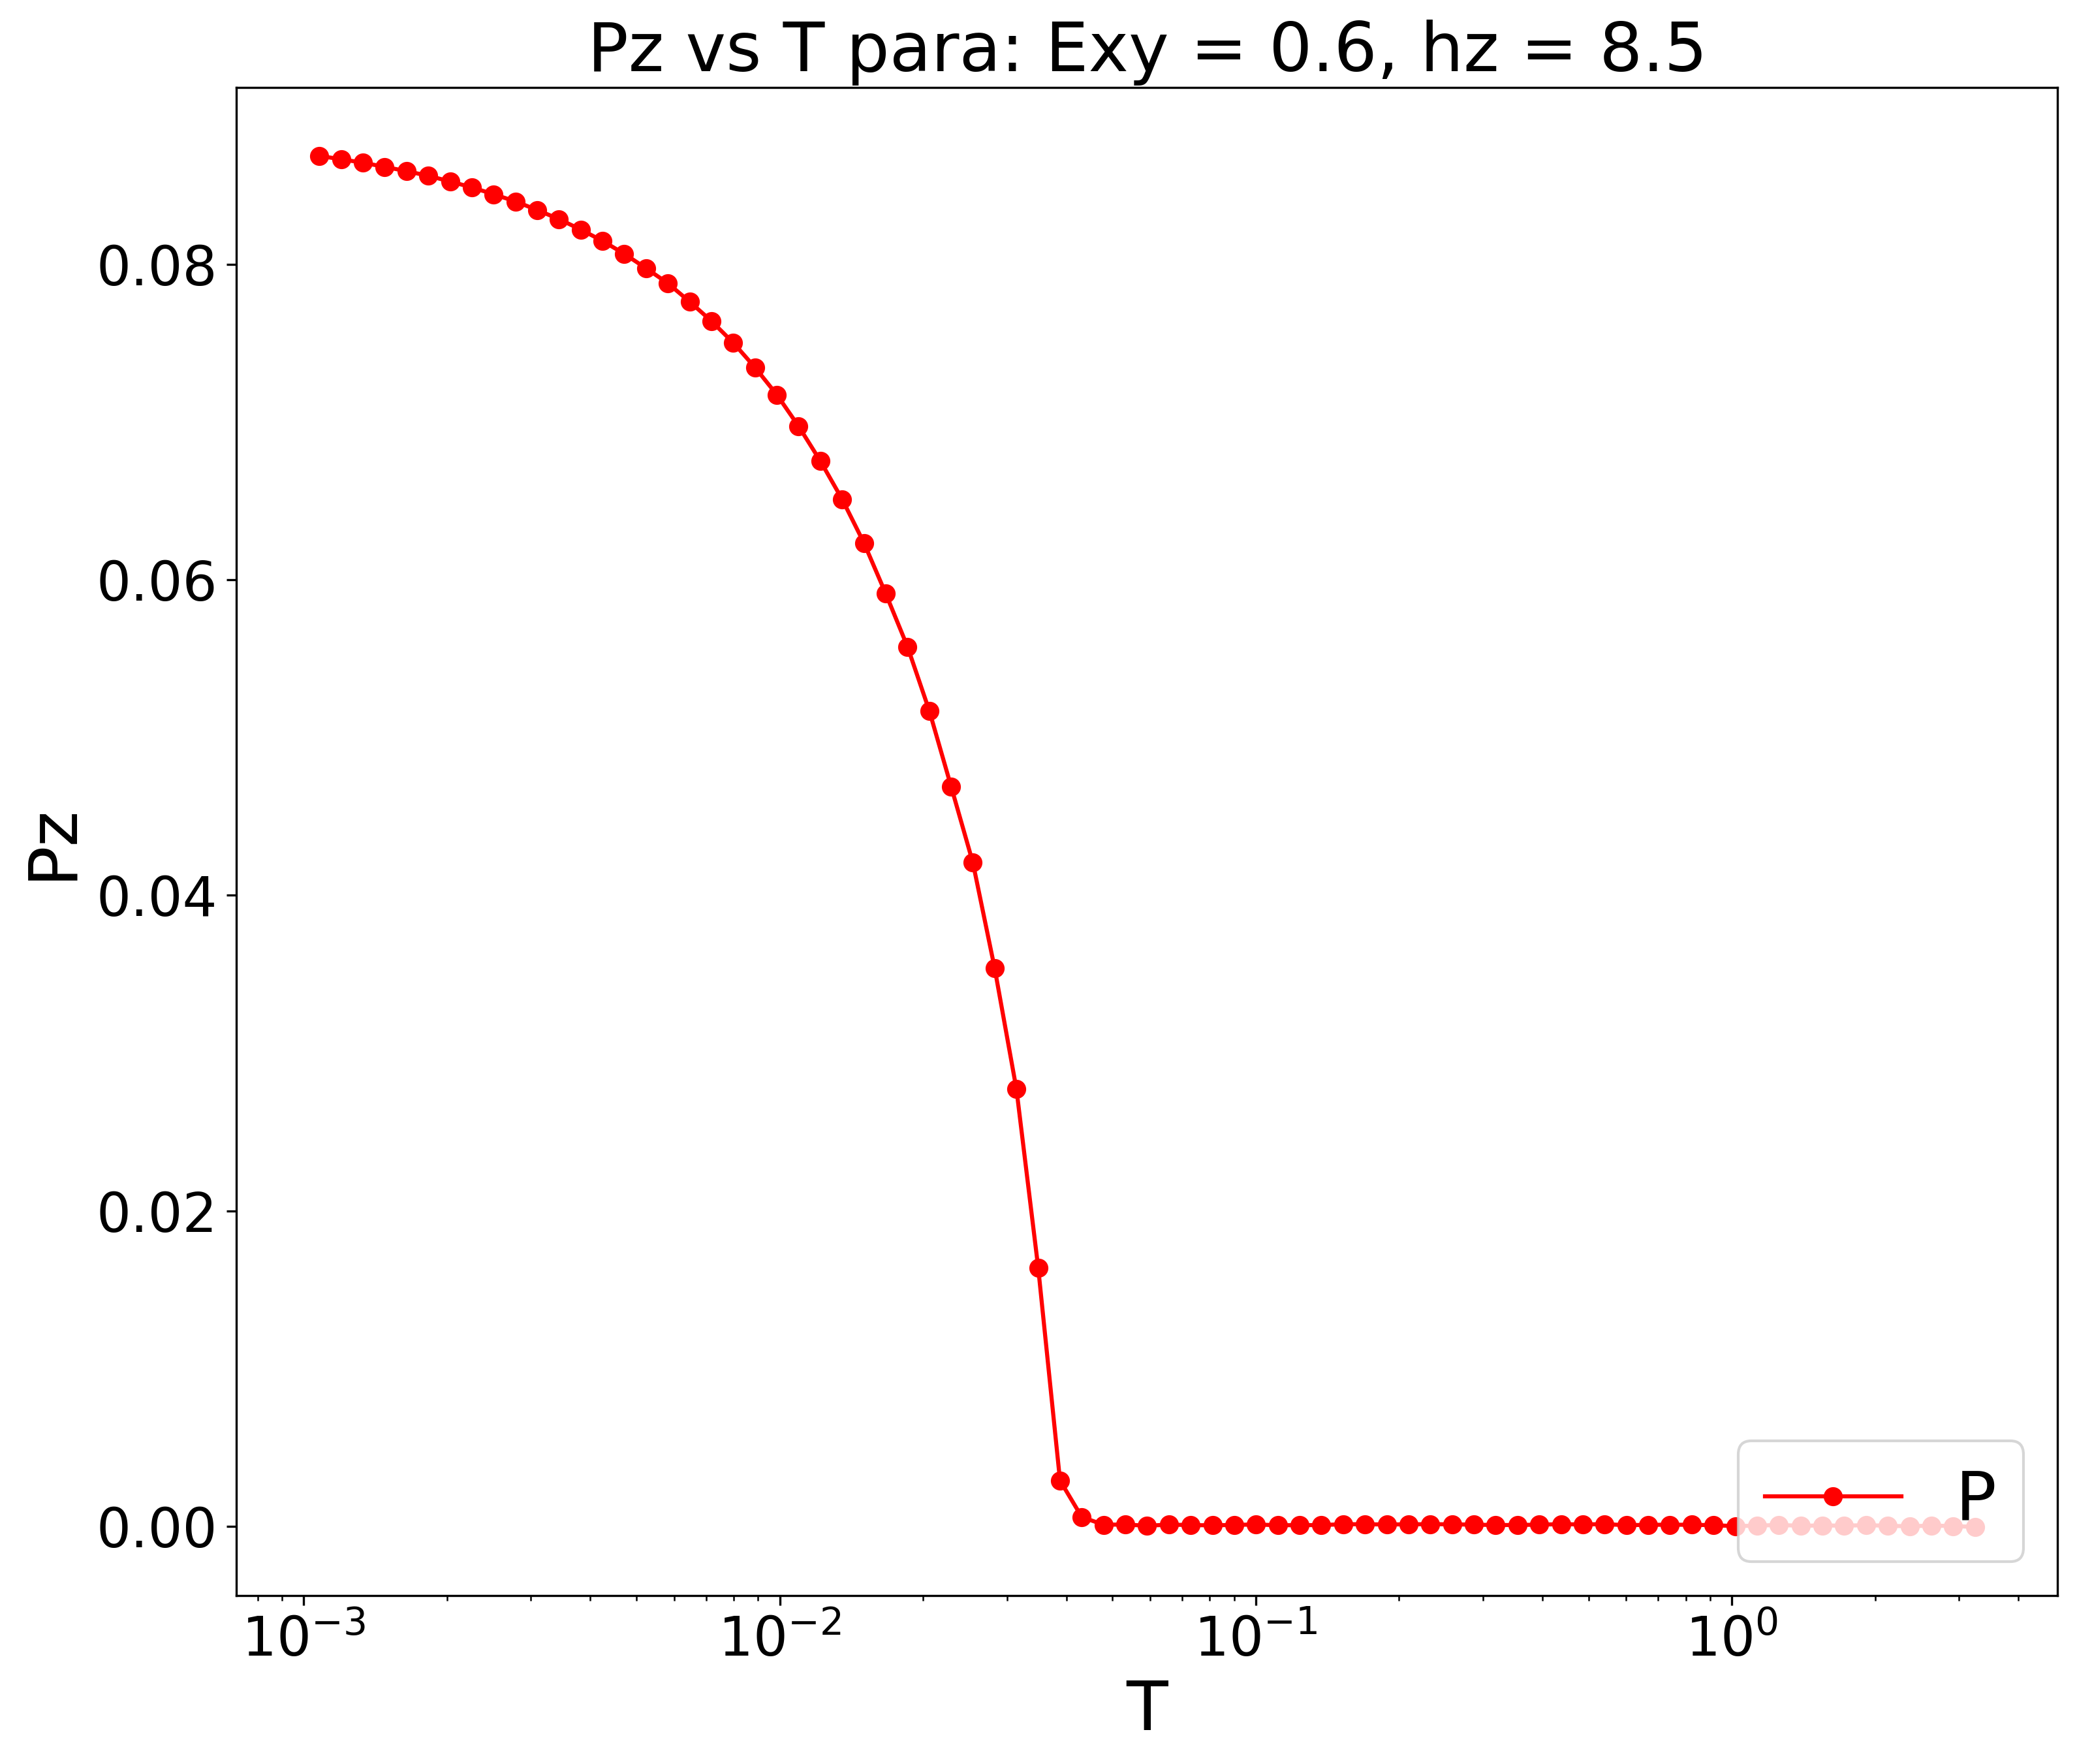 Pz vs T para: Exy = 0.6, hz = 8.5
Pz
0.08
0.06
0.04
0.02
0.00
P
10⁻³ 10⁻² 10⁻¹ 10⁰
T